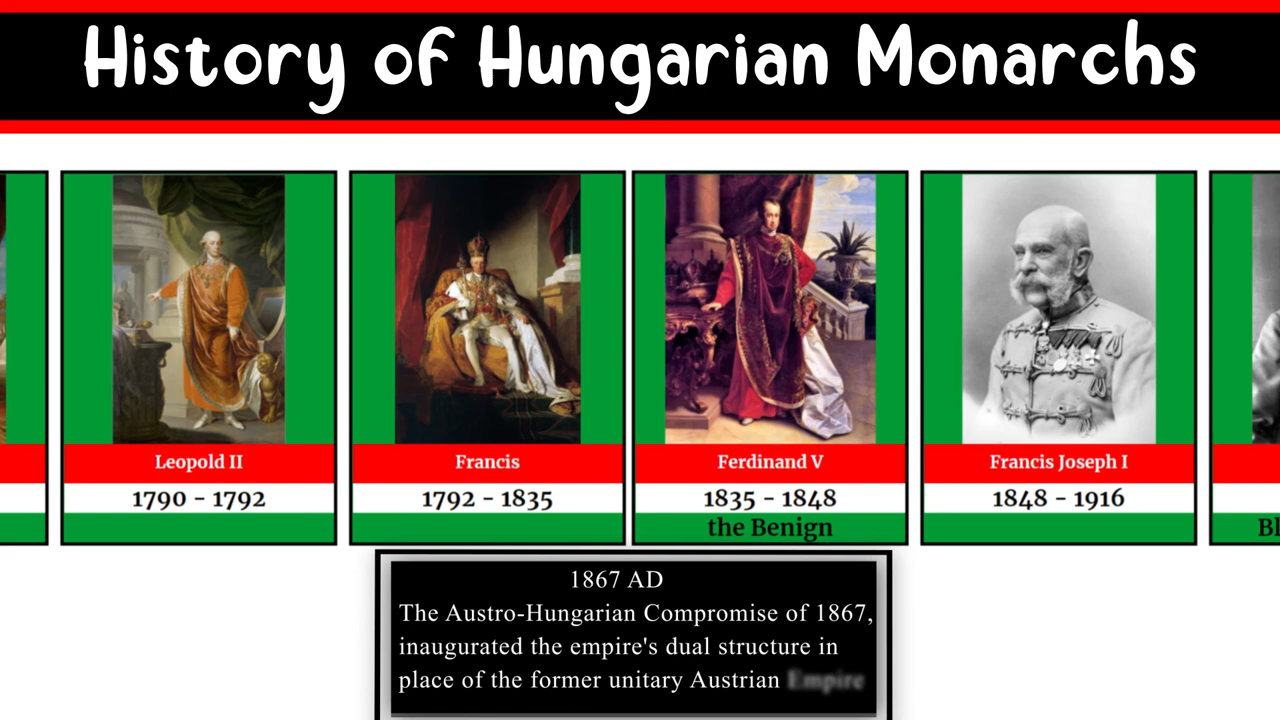 History of Hungarian Monarchs
Leopold II
1790 - 1792
Francis
1792 - 1835
Ferdinand V
1835 - 1848
the Benign
Francis Joseph I
1848 - 1916
1867 AD
The Austro-Hungarian Compromise of 1867,
inaugurated the empire's dual structure in
place of the former unitary Austrian Empire